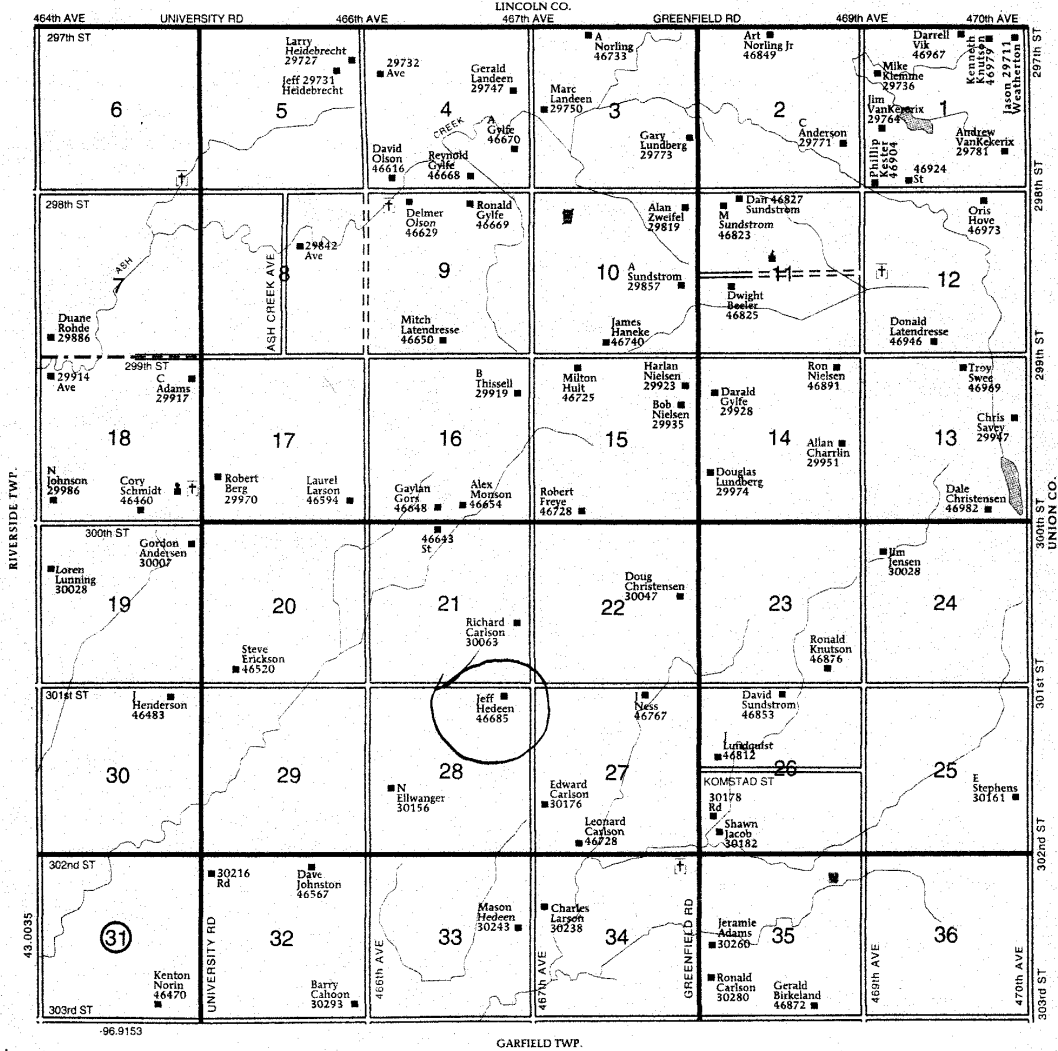 LINCOLN CO.
464th AVE
UNIVERSITY RD
466th AVE
467th AVE
GREENFIELD RD
469th AVE
470th AVE
297th ST
297th ST
6
5
Larry
Heidebrecht
29727
Jeff 29731
Heidebrecht
29732
Ave
Gerald
Landeen
29747
4
CREEK
A
Gylfe
46670
David
Olson
46616
Reynold
Gylfe
46668
A
Norling
46733
Marc
Landeen
29750
3
Gary
Lundberg
29773
Art
Norling Jr
46849
2
C
Anderson
29771
Darrell
Vik
46967
Kenneth
Knutson
46979
Jason 29711
Weatherton
Mike
Klemme
29736
Jim
VanKekerix
29764
1
Andrew
VanKekerix
29781
Phillip
Kesler
46904
46924
St
298th ST
298th ST
ASH
7
Duane
Rohde
29886
ASH CREEK AVE
8
29842
Ave
Delmer
Olson
46629
Ronald
Gylfe
46669
9
Mitch
Latendresse
46650
Alan
Zweifel
29819
10
A
Sundstrom
29857
James
Haneke
46740
Dan 46827
Sundstrom
M
Sundstrom
46823
11
Dwight
Beeler
46825
Oris
Hove
46973
12
Donald
Latendresse
46946
299th ST
299th ST
29914
Ave
C
Adams
29917
18
N
Johnson
29986
Cory
Schmidt
46460
17
Robert
Berg
29970
Laurel
Larson
46594
B
Thissell
29919
16
Gaylan
Gors
46648
Alex
Monson
46654
Milton
Hult
46725
Harlan
Nielsen
29923
Bob
Nielsen
29935
15
Robert
Freye
46728
Darald
Gylfe
29928
Ron
Nielsen
46891
14
Allan
Charrlin
29951
Douglas
Lundberg
29974
Troy
Swee
46969
Chris
Savey
29947
13
Dale
Christensen
46982
RIVERSIDE TWP.
UNION CO.
300th ST
300th ST
Gordon
Andersen
30007
Loren
Lunning
30028
19
20
Steve
Erickson
46520
46643
St
21
Richard
Carlson
30063
Doug
Christensen
30047
22
23
Ronald
Knutson
46876
Jim
Jensen
30028
24
301st ST
301st ST
J
Henderson
46483
30
29
Jeff
Hedeen
46685
28
N
Ellwanger
30156
J
Ness
46767
27
Edward
Carlson
30176
Leonard
Carlson
46728
David
Sundstrom
46853
J
Lundquist
46812
26
KOMSTAD ST
30178
Rd
Shawn
Jacob
30182
25
E
Stephens
30161
302nd ST
302nd ST
43.0035
31
Kenton
Norin
46470
UNIVERSITY RD
30216
Rd
Dave
Johnston
46567
32
Barry
Cahoon
30293
466th AVE
Mason
Hedeen
30243
33
467th AVE
Charles
Larson
30238
34
GREENFIELD RD
Jeramie
Adams
30260
35
Ronald
Carlson
30280
Gerald
Birkeland
46872
469th AVE
36
470th AVE
303rd ST
303rd ST
-96.9153
GARFIELD TWP.